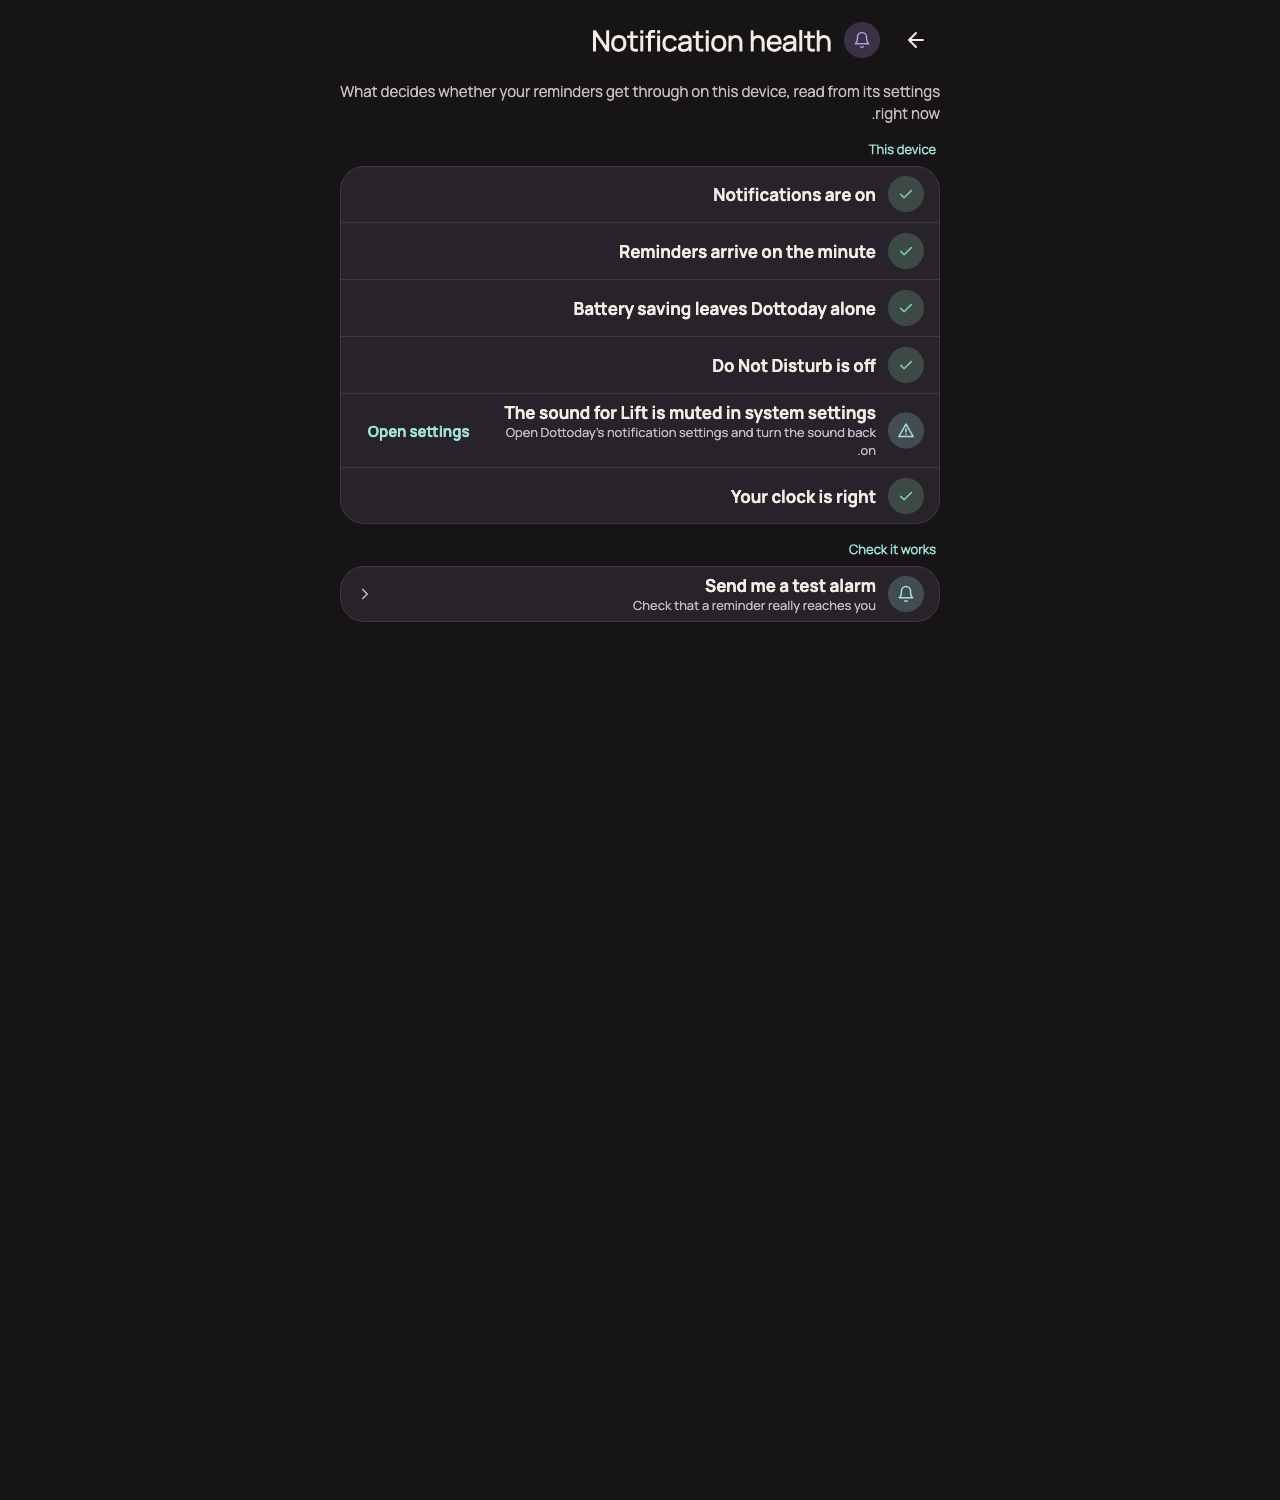 Notification health
What decides whether your reminders get through on this device, read from its settings
.right now
This device
Notifications are on
Reminders arrive on the minute
Battery saving leaves Dottoday alone
Do Not Disturb is off
The sound for Lift is muted in system settings
Open Dottoday's notification settings and turn the sound back
.on
Open settings
Your clock is right
Check it works
Send me a test alarm
Check that a reminder really reaches you